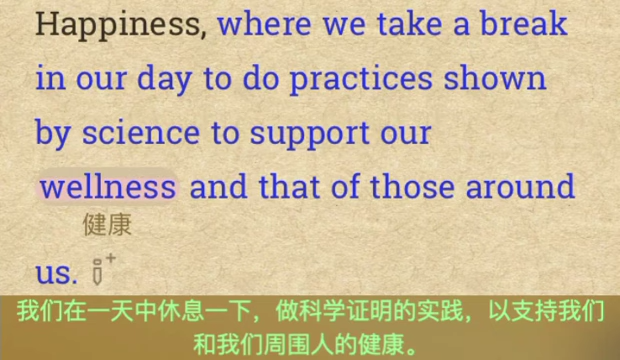 Happiness, where we take a break
in our day to do practices shown
by science to support our
wellness and that of those around
健康
us.
我们在一天中休息一下，做科学证明的实践，以支持我们
和我们周围人的健康。